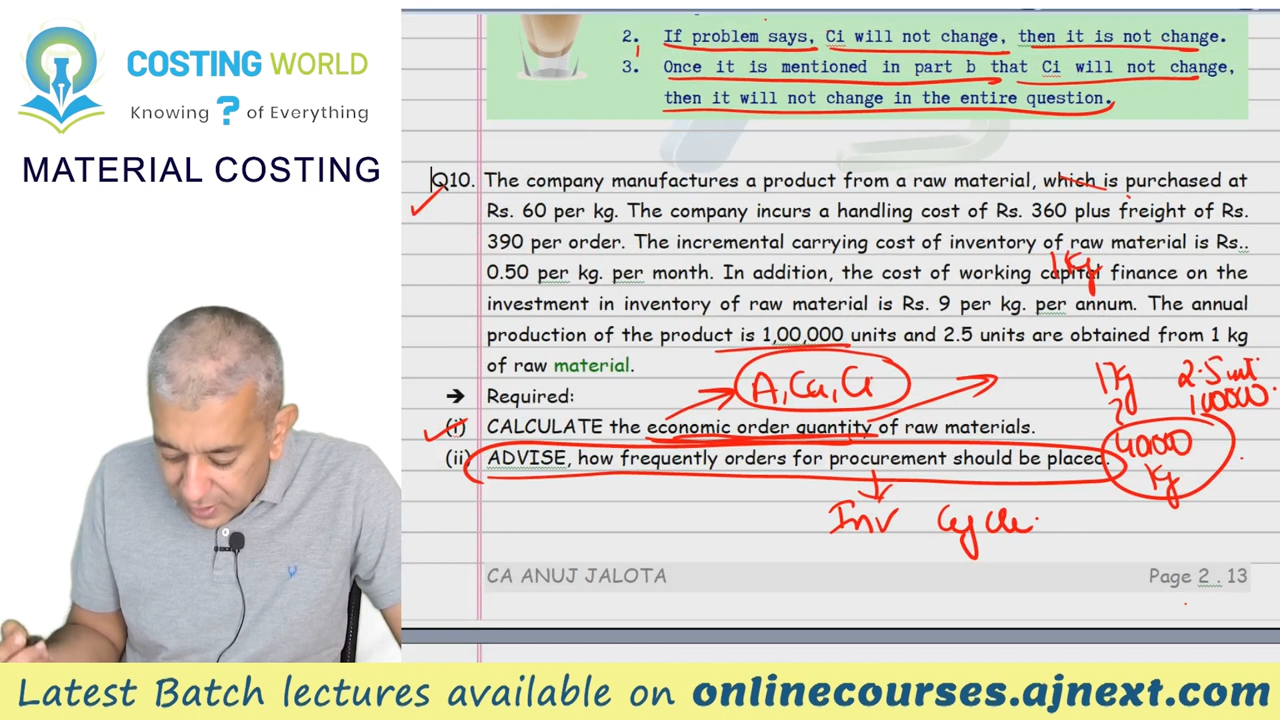 COSTING WORLD
Knowing ? of Everything
MATERIAL COSTING
2. If problem says, Ci will not change, then it is not change.
3. Once it is mentioned in part b that Ci will not change,
then it will not change in the entire question.
Q10. The company manufactures a product from a raw material, which is purchased at
Rs. 60 per kg. The company incurs a handling cost of Rs. 360 plus freight of Rs.
390 per order. The incremental carrying cost of inventory of raw material is Rs..
0.50 per kg. per month. In addition, the cost of working capital finance on the
1Kg
investment in inventory of raw material is Rs. 9 per kg. per annum. The annual
production of the product is 1,00,000 units and 2.5 units are obtained from 1 kg
of raw material.
A, Ca, Ci
1Kg 2.5 unt.
? 100000.
→ Required:
(i) CALCULATE the economic order quantity of raw materials.
40000
Kg
(ii) ADVISE, how frequently orders for procurement should be placed.
Inv Cycle.
CA ANUJ JALOTA Page 2 . 13
Latest Batch lectures available on onlinecourses.ajnext.com